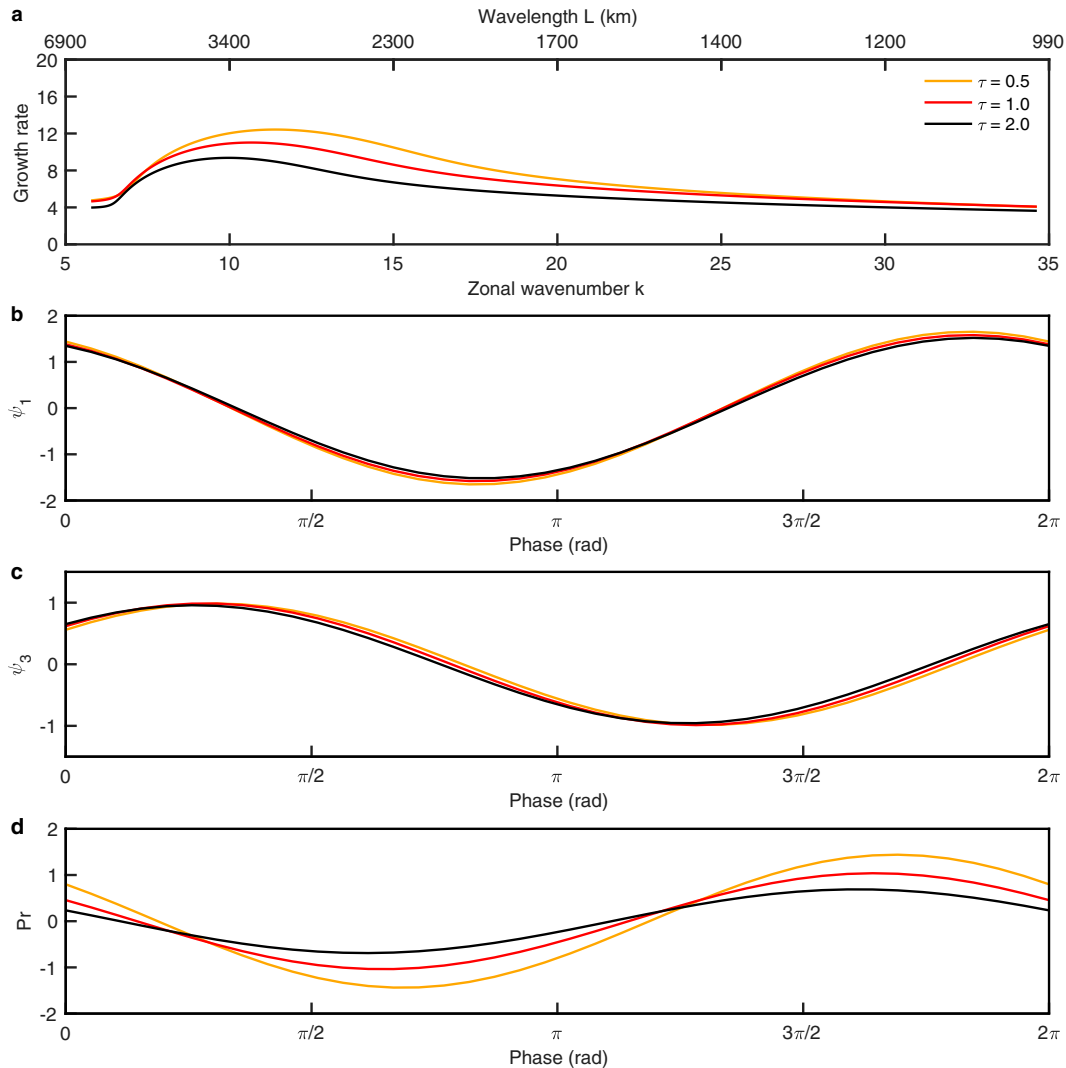 a
Wavelength L (km)
6900 3400 2300 1700 1400 1200 990
20
16
12
8
4
0
Growth rate
τ = 0.5
τ = 1.0
τ = 2.0
5 10 15 20 25 30 35
Zonal wavenumber k
b
2
1
0
-1
-2
ψ1
0 π/2 π 3π/2 2π
Phase (rad)
c
1
0
-1
ψ3
0 π/2 π 3π/2 2π
Phase (rad)
d
2
1
0
-1
-2
Pr
0 π/2 π 3π/2 2π
Phase (rad)